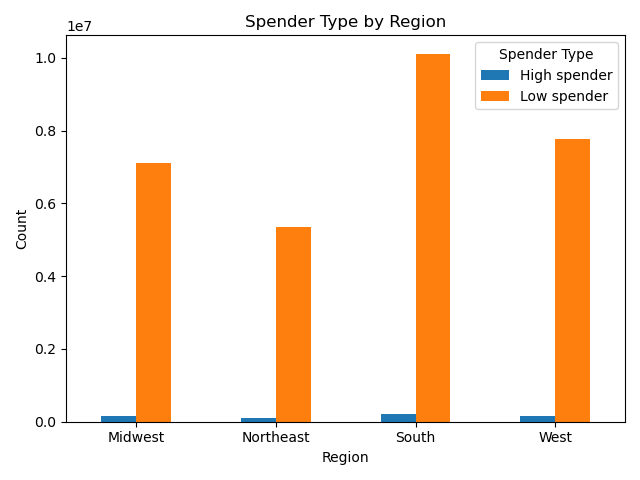 Spender Type by Region
1e7
Spender Type
High spender
Low spender
1.0
0.8
0.6
0.4
0.2
0.0
Count
Midwest
Northeast
South
West
Region